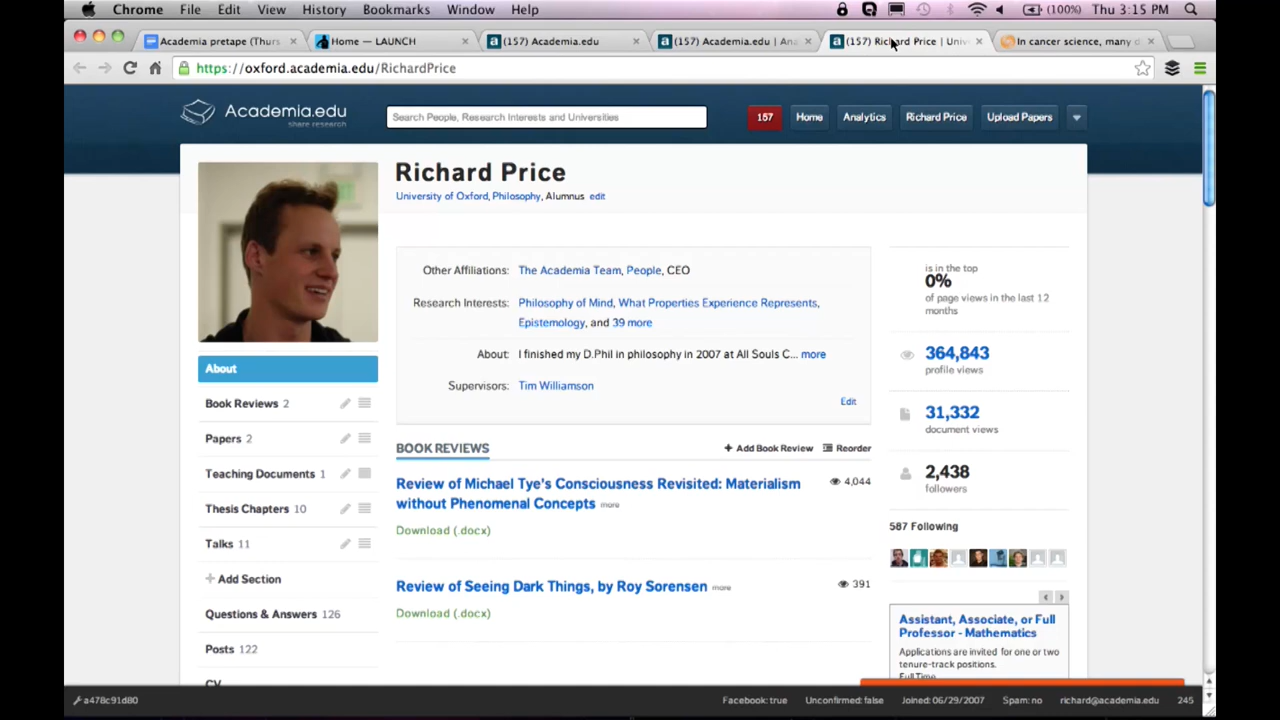 Chrome File Edit View History Bookmarks Window Help (100%) Thu 3:15 PM
Academia pretape (Thurs Home — LAUNCH (157) Academia.edu (157) Academia.edu | Ana (157) Richard Price | Univ In cancer science, many d
https://oxford.academia.edu/RichardPrice
Academia.edu
share research
Search People, Research Interests and Universities
157 Home Analytics Richard Price Upload Papers
Richard Price
University of Oxford, Philosophy, Alumnus edit
Other Affiliations: The Academia Team, People, CEO
Research Interests: Philosophy of Mind, What Properties Experience Represents,
Epistemology, and 39 more
About: I finished my D.Phil in philosophy in 2007 at All Souls C... more
Supervisors: Tim Williamson
Edit
is in the top
0%
of page views in the last 12
months
364,843
profile views
31,332
document views
2,438
followers
587 Following
About
Book Reviews 2
Papers 2
Teaching Documents 1
Thesis Chapters 10
Talks 11
Add Section
Questions & Answers 126
Posts 122
CV
BOOK REVIEWS
Add Book Review Reorder
Review of Michael Tye's Consciousness Revisited: Materialism
without Phenomenal Concepts more
4,044
Download (.docx)
Review of Seeing Dark Things, by Roy Sorensen more
391
Download (.docx)
Assistant, Associate, or Full
Professor - Mathematics
Applications are invited for one or two
tenure-track positions.
Full Time
a478c91d80 Facebook: true Unconfirmed: false Joined: 06/29/2007 Spam: no richard@academia.edu 245